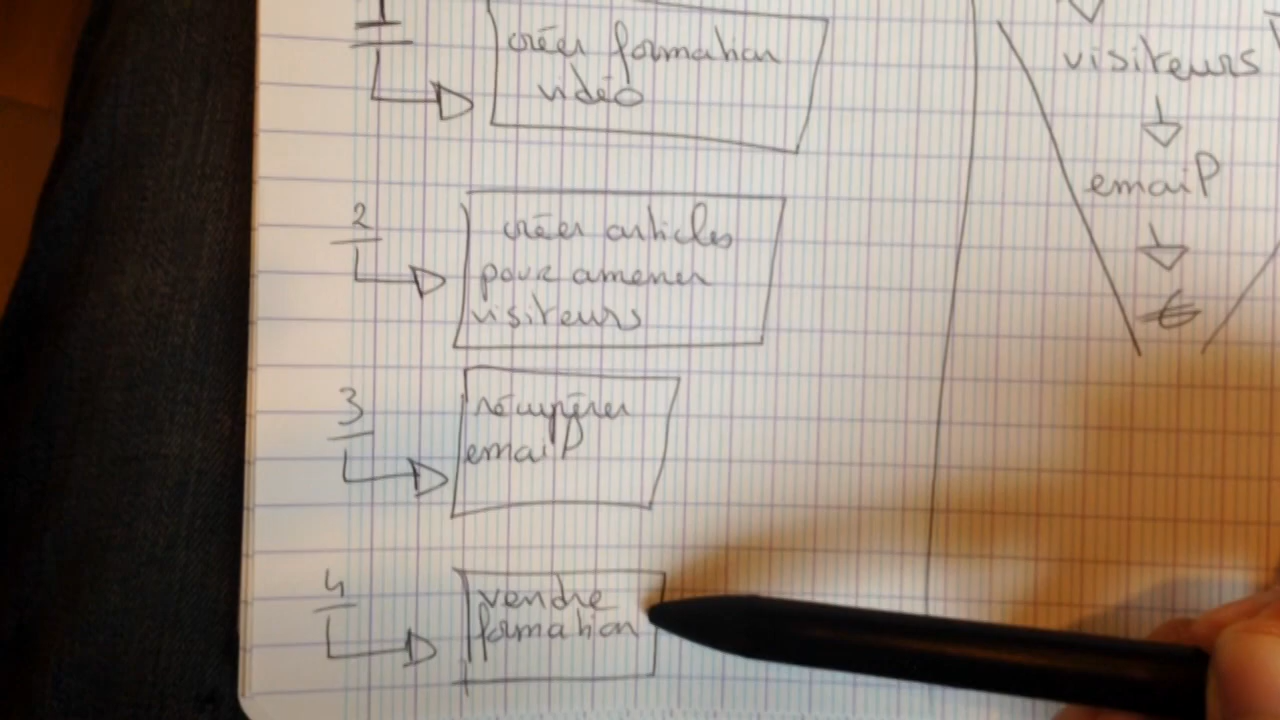 1
créer formation
vidéo
2
créer articles
pour amener
visiteurs
3
récupérer
email
4
vendre
formation
visiteurs
email
€